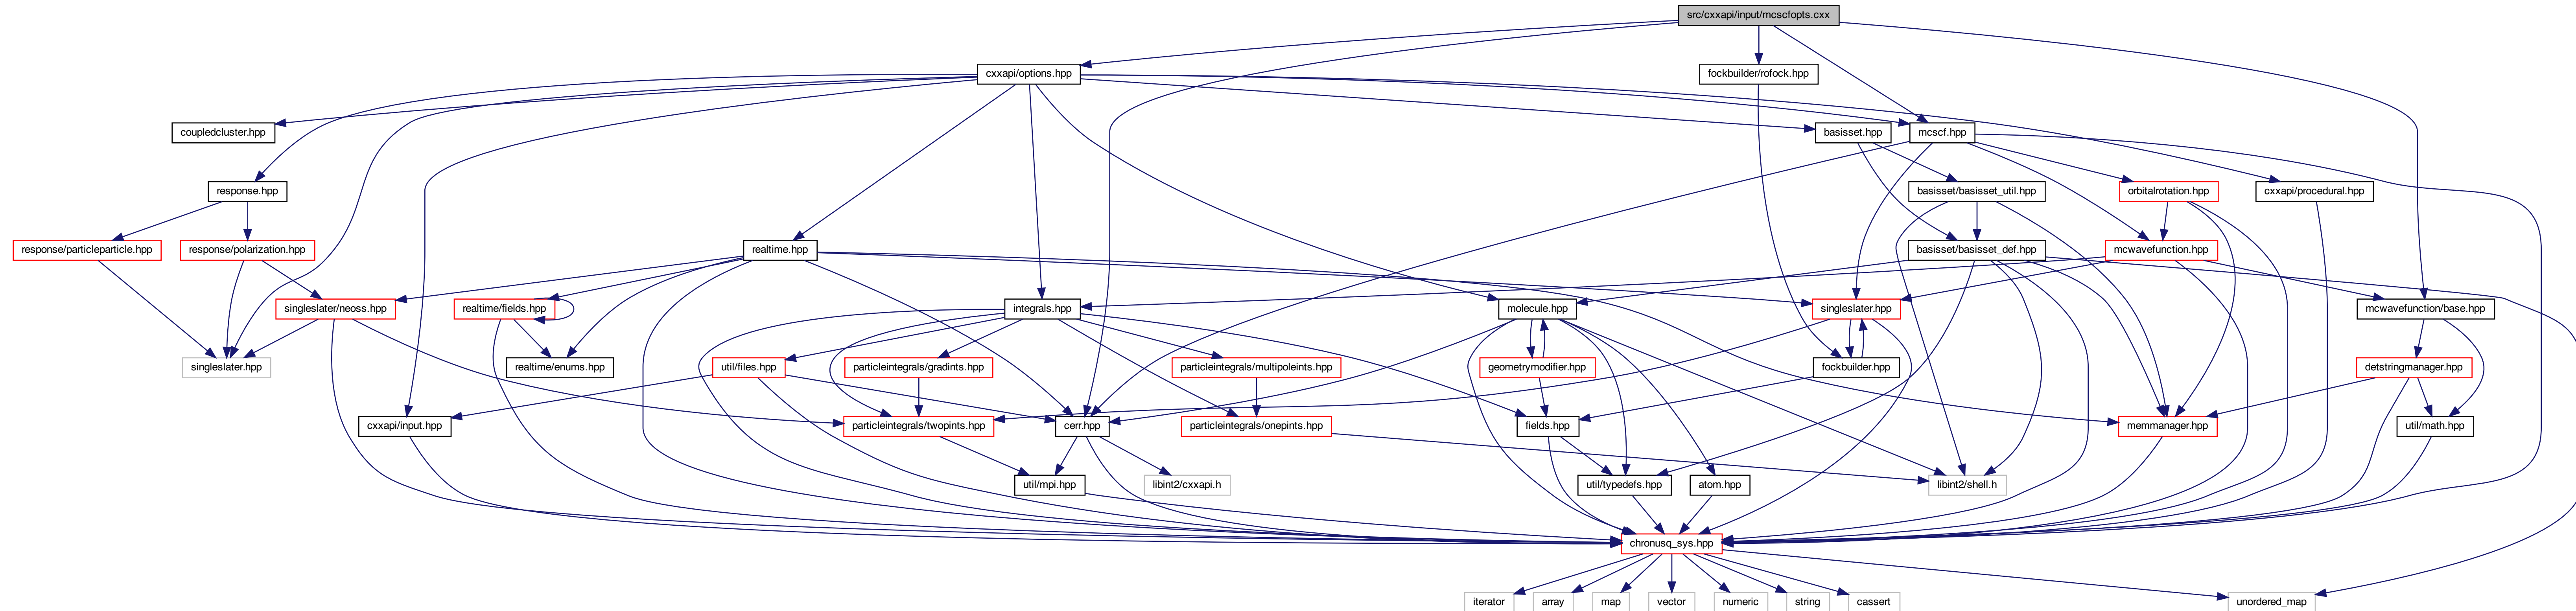 src/cxxapi/input/mcscfopts.cxx
cxxapi/options.hpp
fockbuilder/rofock.hpp
coupledcluster.hpp
basisset.hpp
mcscf.hpp
response.hpp
basisset/basisset_util.hpp
orbitalrotation.hpp
cxxapi/procedural.hpp
response/particleparticle.hpp
response/polarization.hpp
realtime.hpp
basisset/basisset_def.hpp
mcwavefunction.hpp
singleslater/neoss.hpp
realtime/fields.hpp
integrals.hpp
molecule.hpp
singleslater.hpp
mcwavefunction/base.hpp
singleslater.hpp
realtime/enums.hpp
util/files.hpp
particleintegrals/gradints.hpp
particleintegrals/multipoleints.hpp
geometrymodifier.hpp
fockbuilder.hpp
detstringmanager.hpp
cxxapi/input.hpp
particleintegrals/twopints.hpp
cerr.hpp
particleintegrals/onepints.hpp
fields.hpp
memmanager.hpp
util/math.hpp
util/mpi.hpp
libint2/cxxapi.h
util/typedefs.hpp
atom.hpp
libint2/shell.h
chronusq_sys.hpp
iterator
array
map
vector
numeric
string
cassert
unordered_map